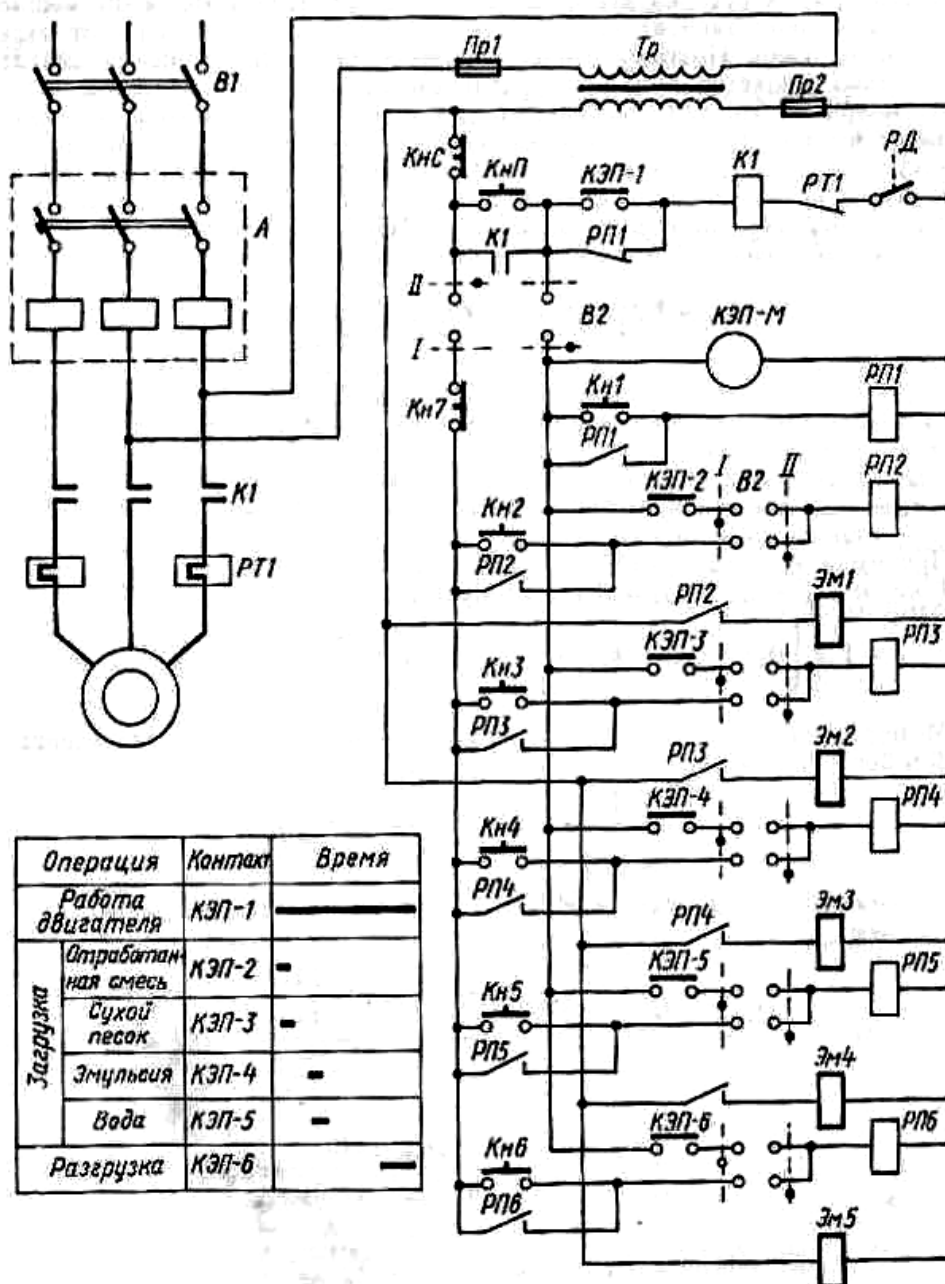 В1
А
К1
РТ1
Пр1
Тр
Пр2
КнС
КнП
КЭП-1
К1
РТ1
РД
К1
РП1
II
В2
КЭП-М
I
Кн7
Кн1
РП1
РП1
КЭП-2
I
В2
II
РП2
Кн2
РП2
РП2
Эм1
КЭП-3
РП3
Кн3
РП3
РП3
Эм2
КЭП-4
РП4
Кн4
РП4
РП4
Эм3
КЭП-5
РП5
Кн5
РП5
Эм4
КЭП-6
РП6
Кн6
I
II
РП6
Эм5
Операция Контакт Время
Работа
двигателя КЭП-1
Загрузка
Отработан-
ная смесь КЭП-2
Сухой
песок КЭП-3
Эмульсия КЭП-4
Вода КЭП-5
Разгрузка КЭП-6